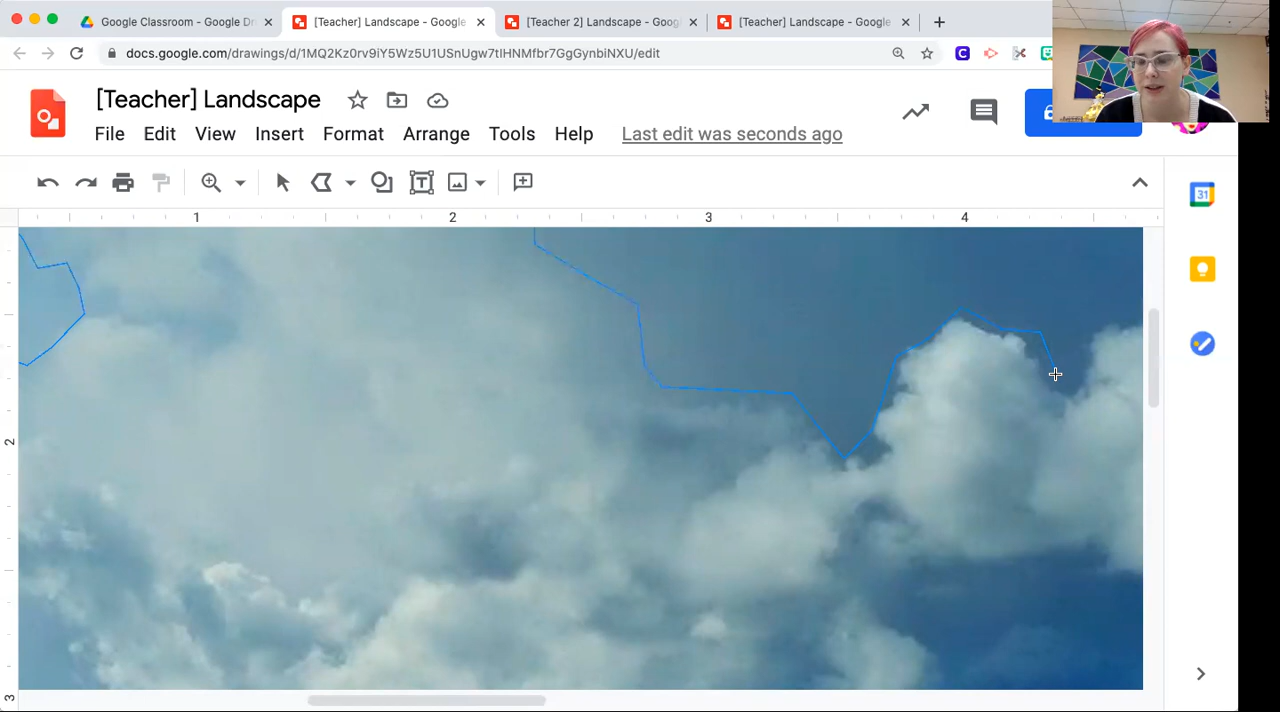 Google Classroom - Google Dr
[Teacher] Landscape - Google
[Teacher 2] Landscape - Goog
[Teacher] Landscape - Google
docs.google.com/drawings/d/1MQ2Kz0rv9iY5Wz5U1USnUgw7tIHNMfbr7GgGynbiNXU/edit
[Teacher] Landscape
File Edit View Insert Format Arrange Tools Help Last edit was seconds ago
1 2 3 4
31
2
3